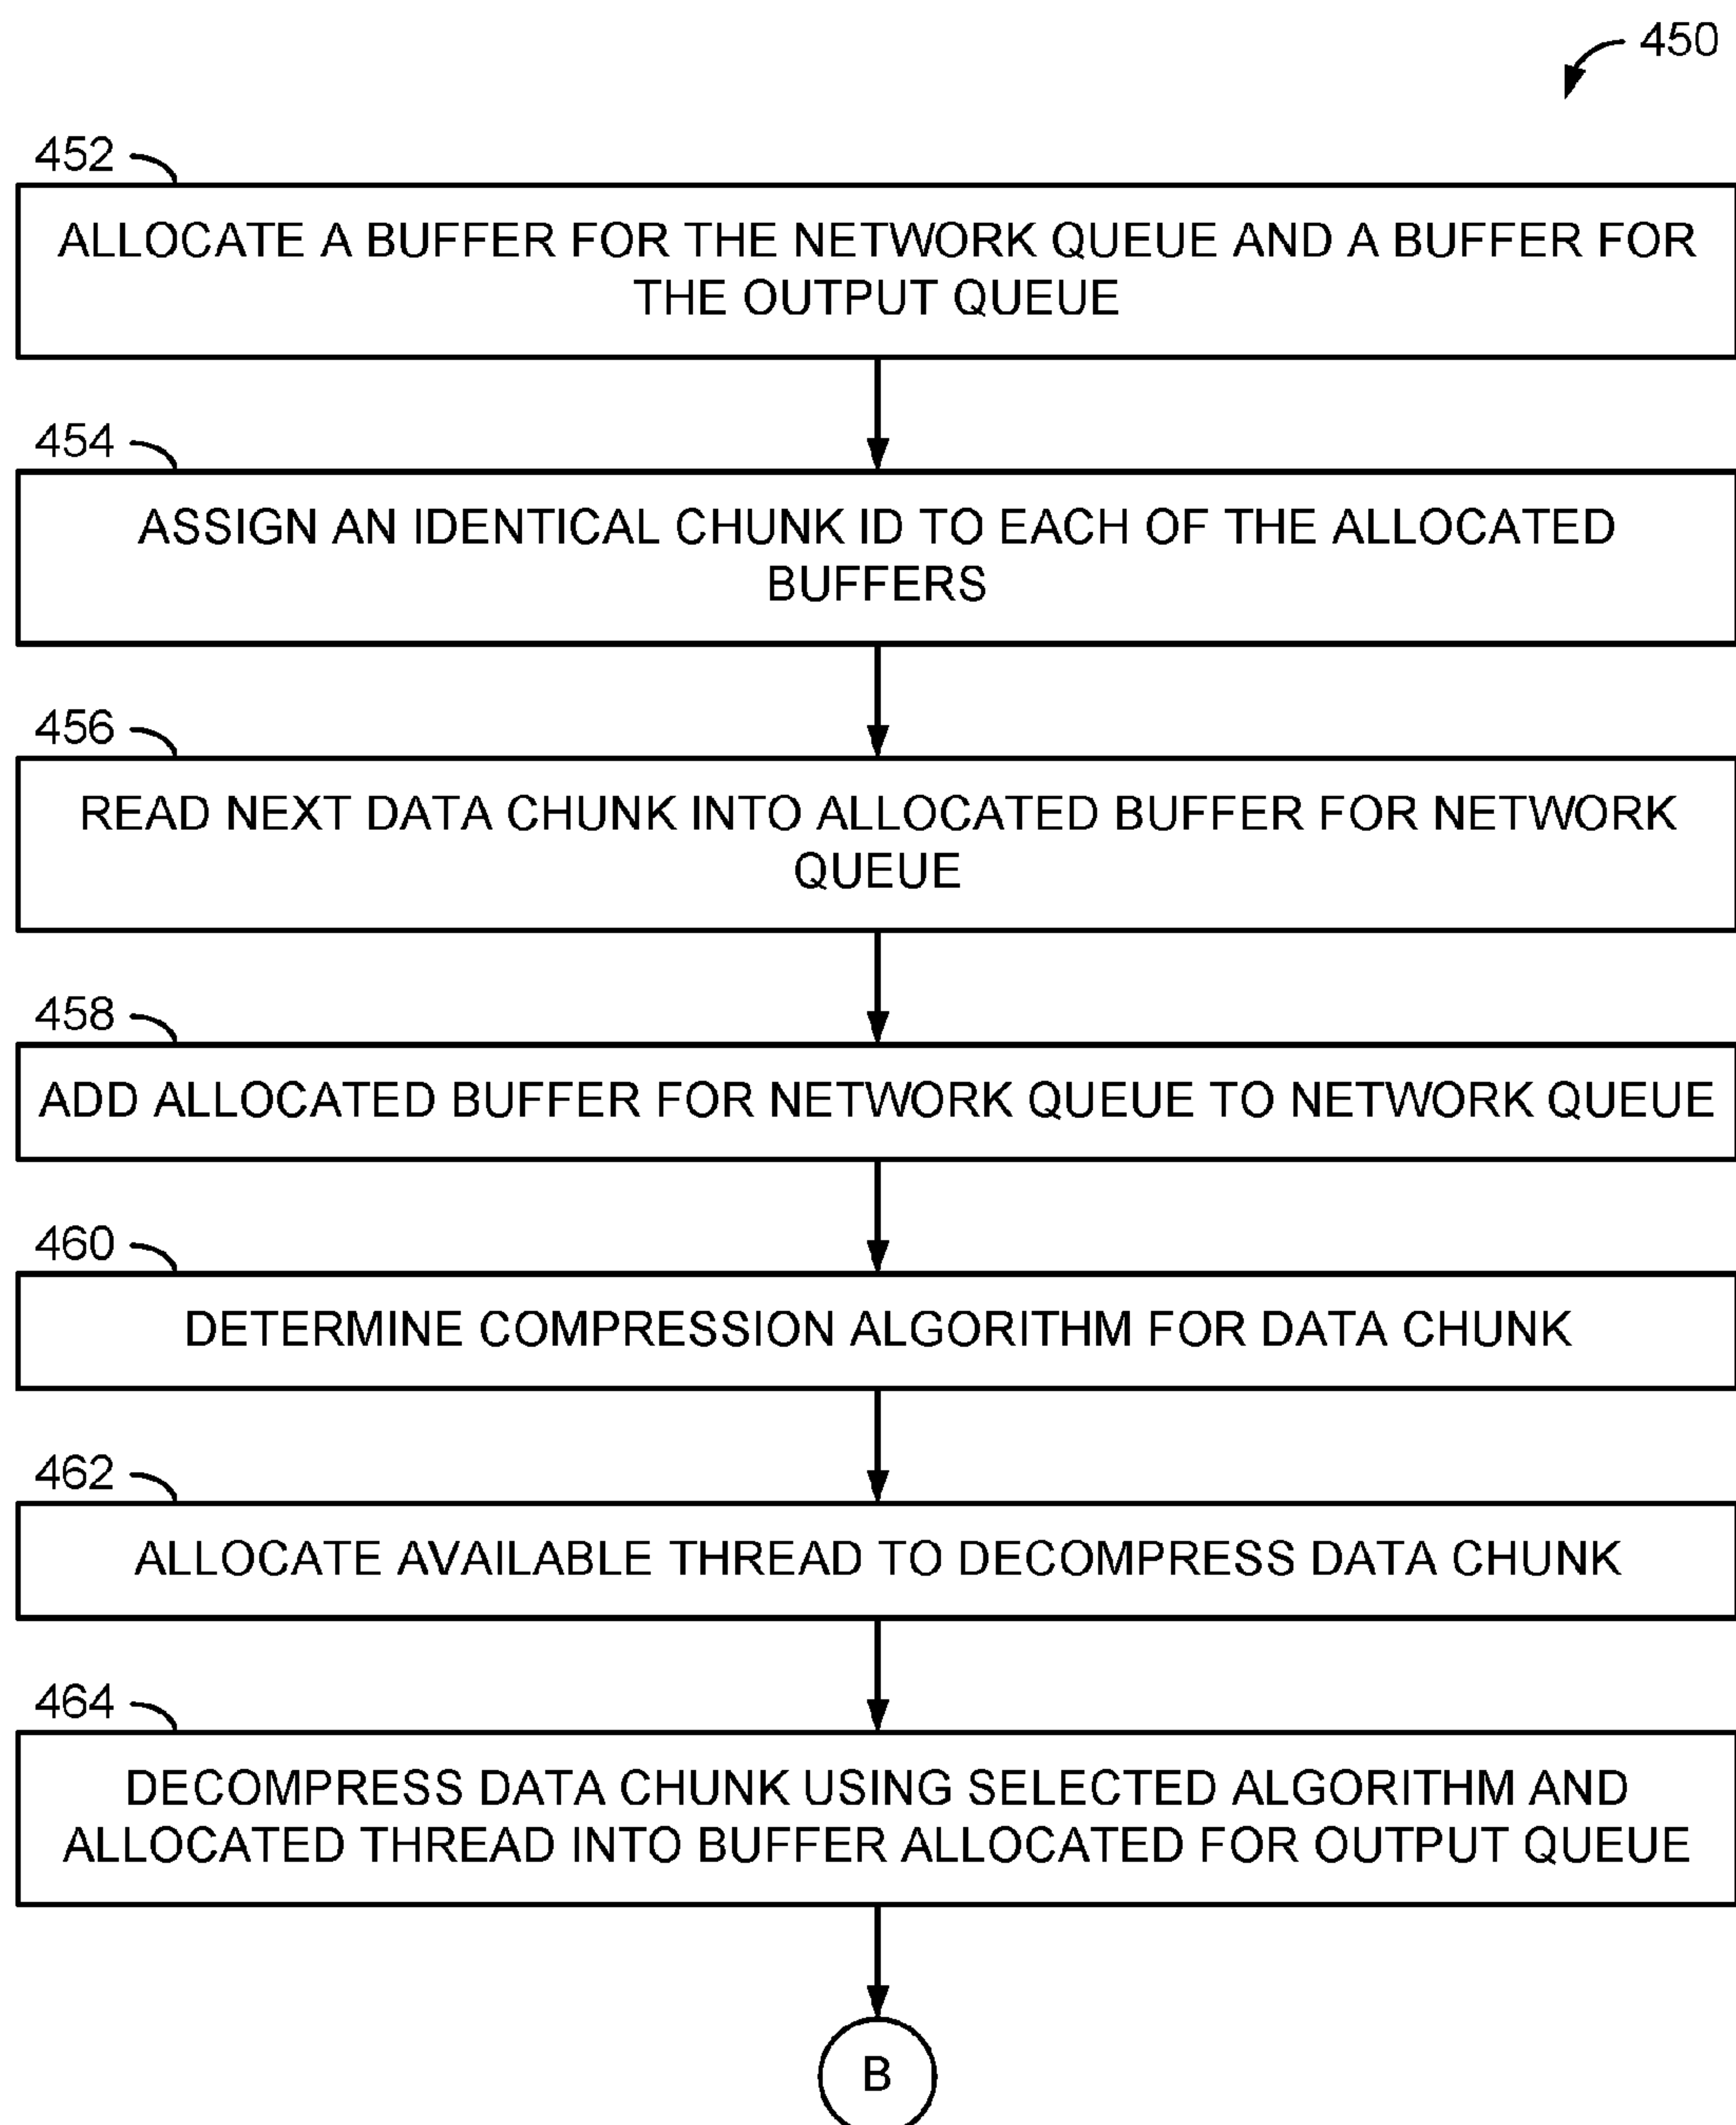 450
452
ALLOCATE A BUFFER FOR THE NETWORK QUEUE AND A BUFFER FOR
THE OUTPUT QUEUE
454
ASSIGN AN IDENTICAL CHUNK ID TO EACH OF THE ALLOCATED
BUFFERS
456
READ NEXT DATA CHUNK INTO ALLOCATED BUFFER FOR NETWORK
QUEUE
458
ADD ALLOCATED BUFFER FOR NETWORK QUEUE TO NETWORK QUEUE
460
DETERMINE COMPRESSION ALGORITHM FOR DATA CHUNK
462
ALLOCATE AVAILABLE THREAD TO DECOMPRESS DATA CHUNK
464
DECOMPRESS DATA CHUNK USING SELECTED ALGORITHM AND
ALLOCATED THREAD INTO BUFFER ALLOCATED FOR OUTPUT QUEUE
B